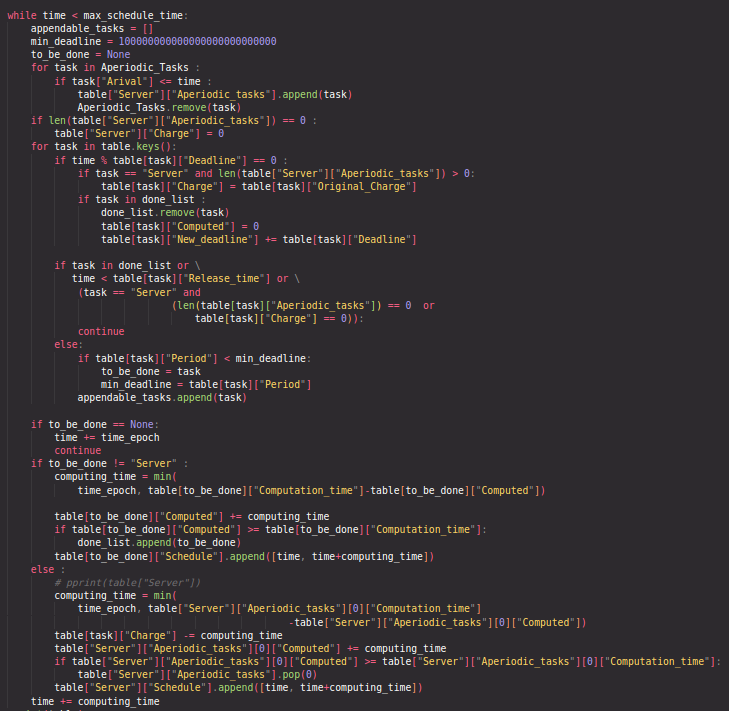 while time < max_schedule_time:
    appendable_tasks = []
    min_deadline = 1000000000000000000000000000
    to_be_done = None
    for task in Aperiodic_Tasks :
        if task["Arival"] <= time :
            table["Server"]["Aperiodic_tasks"].append(task)
            Aperiodic_Tasks.remove(task)
    if len(table["Server"]["Aperiodic_tasks"]) == 0 :
        table["Server"]["Charge"] = 0
    for task in table.keys():
        if time % table[task]["Deadline"] == 0 :
            if task == "Server" and len(table["Server"]["Aperiodic_tasks"]) > 0:
                table[task]["Charge"] = table[task]["Original_Charge"]
            if task in done_list :
                done_list.remove(task)
                table[task]["Computed"] = 0
                table[task]["New_deadline"] += table[task]["Deadline"]

        if task in done_list or \
           time < table[task]["Release_time"] or \
            (task == "Server" and
                            (len(table[task]["Aperiodic_tasks"]) == 0  or
                                table[task]["Charge"] == 0)):
            continue
        else:
            if table[task]["Period"] < min_deadline:
                to_be_done = task
                min_deadline = table[task]["Period"]
            appendable_tasks.append(task)

    if to_be_done == None:
        time += time_epoch
        continue
    if to_be_done != "Server" :
        computing_time = min(
            time_epoch, table[to_be_done]["Computation_time"]-table[to_be_done]["Computed"])

        table[to_be_done]["Computed"] += computing_time
        if table[to_be_done]["Computed"] >= table[to_be_done]["Computation_time"]:
            done_list.append(to_be_done)
        table[to_be_done]["Schedule"].append([time, time+computing_time])
    else :
        # pprint(table["Server"])
        computing_time = min(
            time_epoch, table["Server"]["Aperiodic_tasks"][0]["Computation_time"]
                                                -table["Server"]["Aperiodic_tasks"][0]["Computed"])
        table[task]["Charge"] -= computing_time
        table["Server"]["Aperiodic_tasks"][0]["Computed"] += computing_time
        if table["Server"]["Aperiodic_tasks"][0]["Computed"] >= table["Server"]["Aperiodic_tasks"][0]["Computation_time"]:
            table["Server"]["Aperiodic_tasks"].pop(0)
        table["Server"]["Schedule"].append([time, time+computing_time])
    time += computing_time